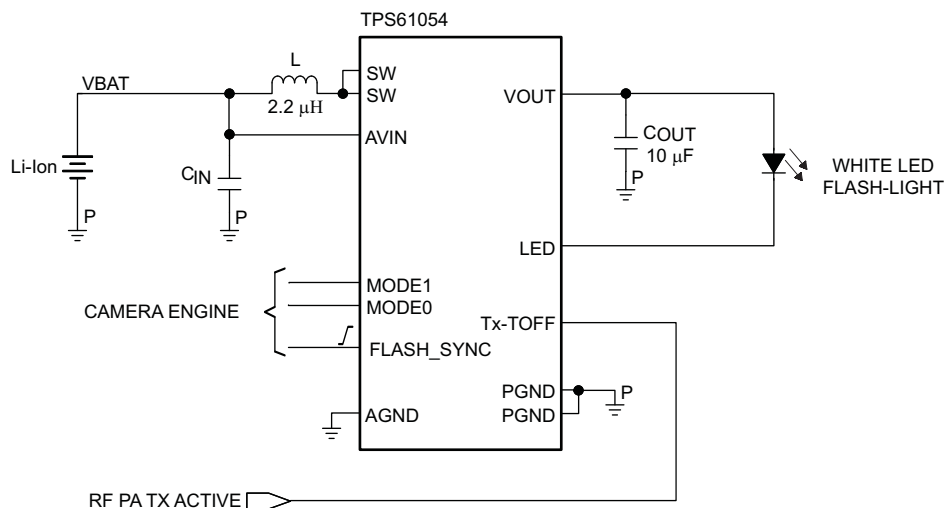 TPS61054
L
SW
VBAT
SW
VOUT
2.2 μH
COUT
10 μF
AVIN
Li-Ion
CIN
P
WHITE LED
FLASH-LIGHT
P
P
LED
MODE1
MODE0
CAMERA ENGINE
Tx-TOFF
FLASH_SYNC
PGND
P
PGND
AGND
RF PA TX ACTIVE